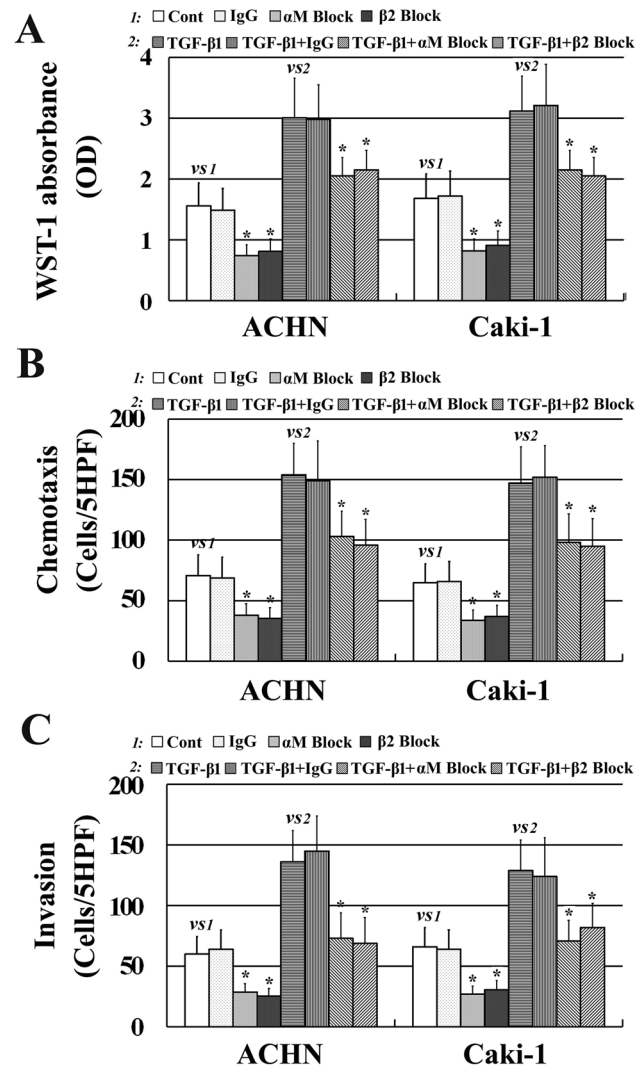 A
1: Cont IgG αM Block β2 Block
2: TGF-β1 TGF-β1+IgG TGF-β1+αM Block TGF-β1+β2 Block
WST-1 absorbance
(OD)
4
3
2
1
0
vs1
*
*
vs2
*
*
vs1
*
*
vs2
*
*
ACHN
Caki-1
B
1: Cont IgG αM Block β2 Block
2: TGF-β1 TGF-β1+IgG TGF-β1+αM Block TGF-β1+β2 Block
Chemotaxis
(Cells/5HPF)
200
150
100
50
0
vs1
*
*
vs2
*
*
vs1
*
*
vs2
*
*
ACHN
Caki-1
C
1: Cont IgG αM Block β2 Block
2: TGF-β1 TGF-β1+IgG TGF-β1+αM Block TGF-β1+β2 Block
Invasion
(Cells/5HPF)
200
150
100
50
0
vs1
*
*
vs2
*
*
vs1
*
*
vs2
*
*
ACHN
Caki-1